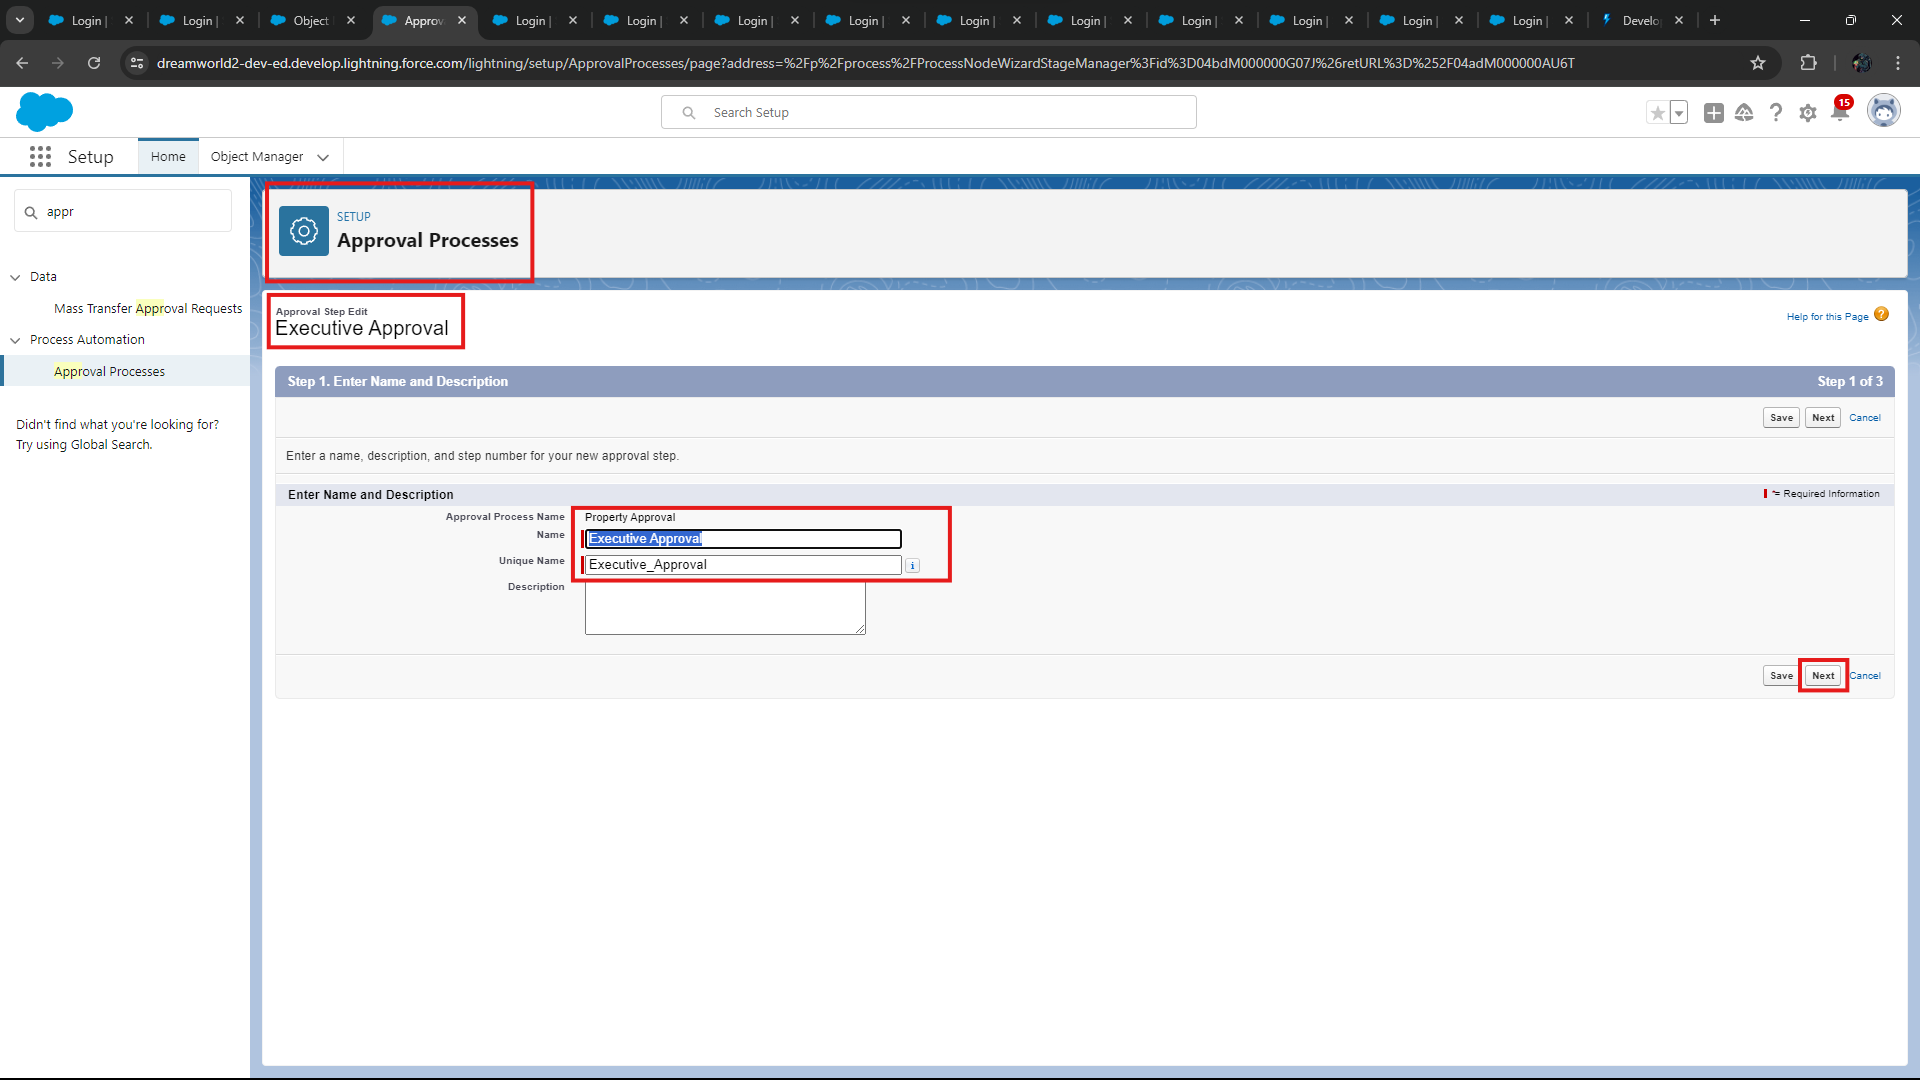 Login |
Login |
Object
Approv
Login |
Login |
Login |
Login |
Login |
Login |
Login |
Login |
Login |
Login |
Develo
dreamworld2-dev-ed.develop.lightning.force.com/lightning/setup/ApprovalProcesses/page?address=%2Fp%2Fprocess%2FProcessNodeWizardStageManager%3Fid%3D04bdM000000G07J%26retURL%3D%252F04adM000000AU6T
Search Setup
15
Setup
Home
Object Manager
appr
Data
Mass Transfer Approval Requests
Process Automation
Approval Processes
Didn't find what you're looking for?
Try using Global Search.
SETUP
Approval Processes
Approval Step Edit
Executive Approval
Help for this Page
Step 1. Enter Name and Description
Step 1 of 3
Save
Next
Cancel
Enter a name, description, and step number for your new approval step.
Enter Name and Description
= Required Information
Approval Process Name
Property Approval
Name
Executive Approval
Unique Name
Executive_Approval
i
Description
Save
Next
Cancel